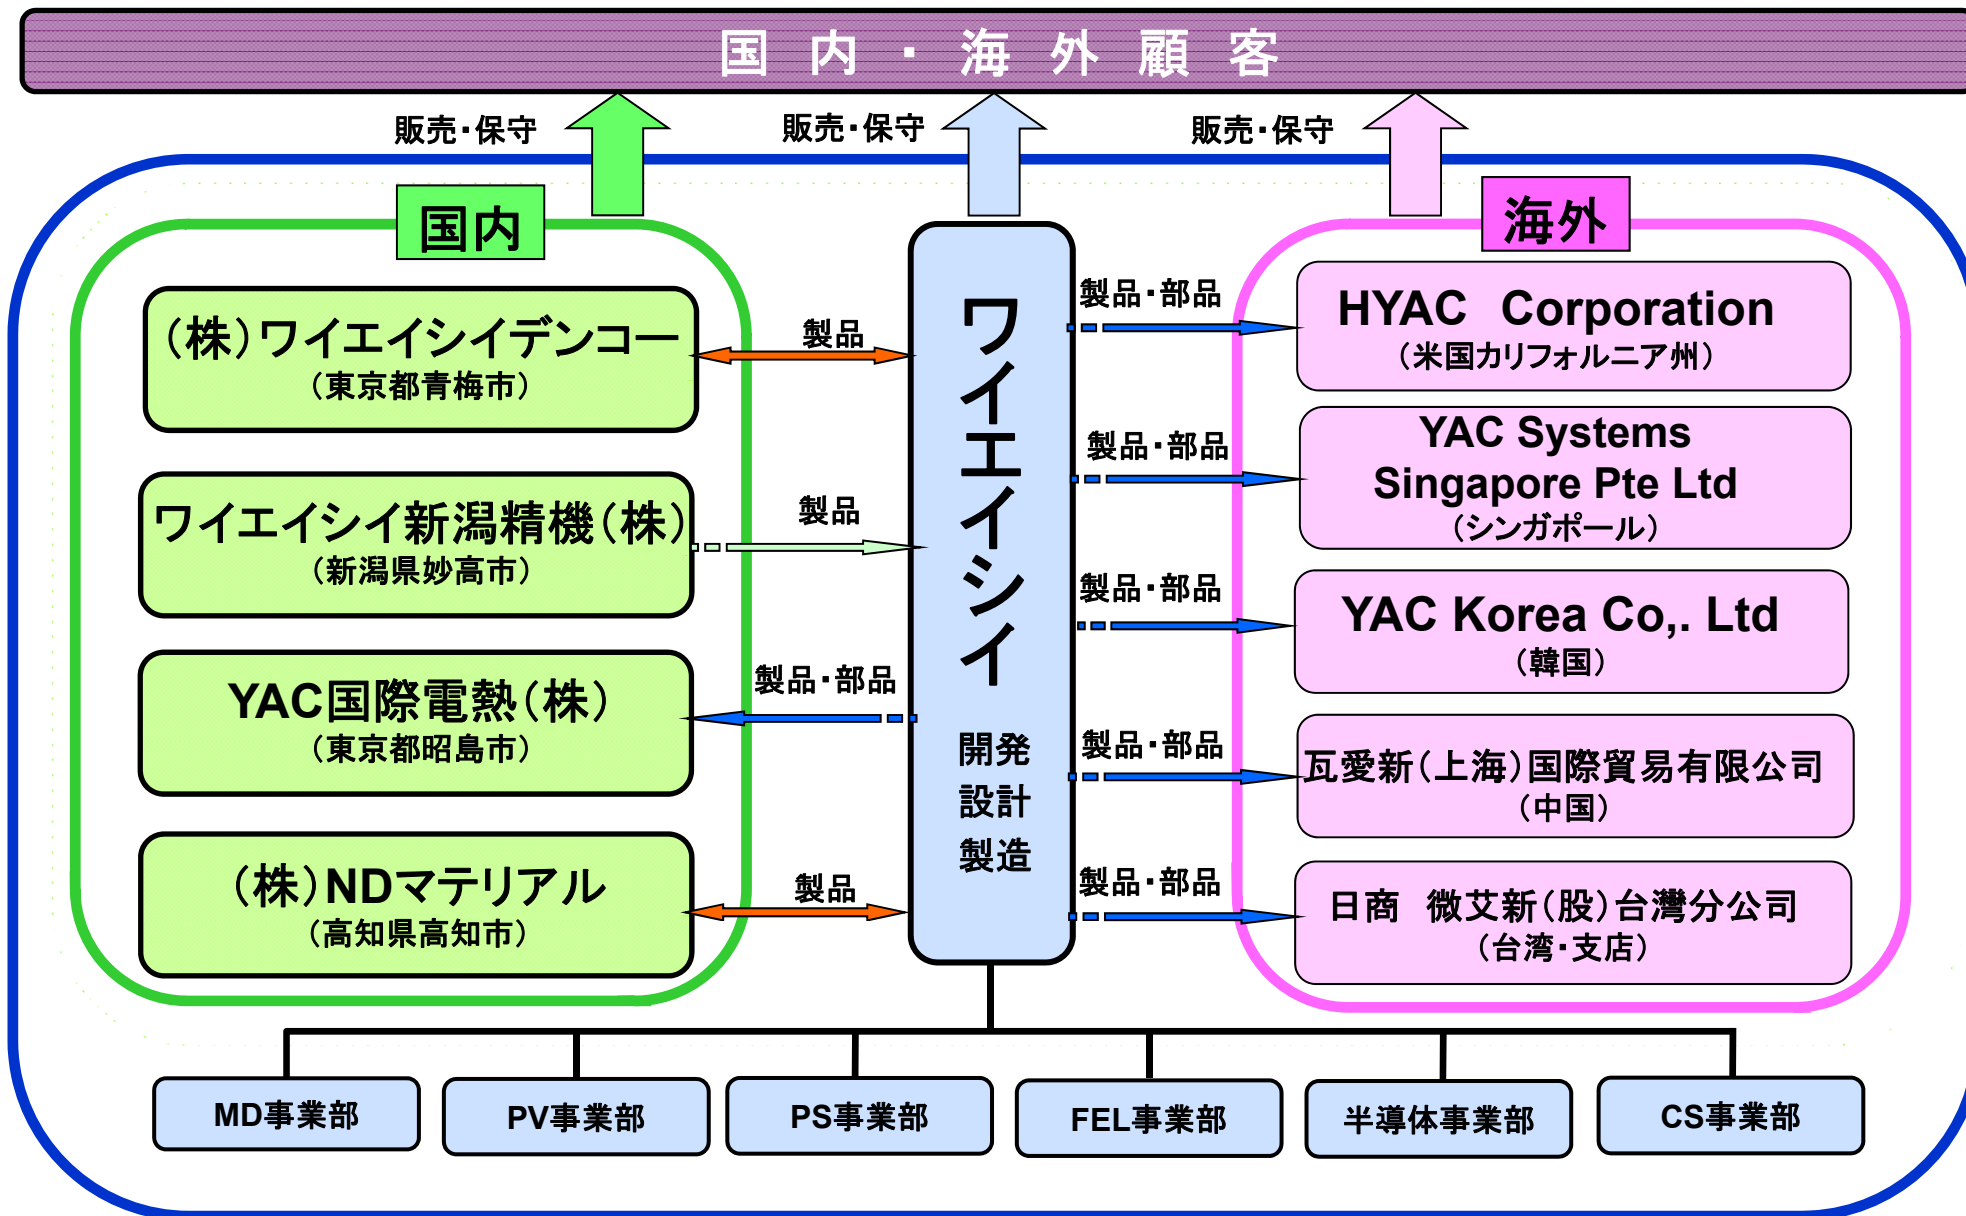 国内・海外顧客
販売・保守
販売・保守
販売・保守
国内
(株)ワイエイシイデンコー
(東京都青梅市)
製品
ワイエイシイ新潟精機(株)
(新潟県妙高市)
製品
YAC国際電熱(株)
(東京都昭島市)
製品・部品
(株)NDマテリアル
(高知県高知市)
製品
ワイエイシイ
開発
設計
製造
海外
製品・部品
HYAC Corporation
(米国カリフォルニア州)
製品・部品
YAC Systems
Singapore Pte Ltd
(シンガポール)
製品・部品
YAC Korea Co,. Ltd
(韓国)
製品・部品
瓦愛新(上海)国際貿易有限公司
(中国)
製品・部品
日商 微艾新(股)台灣分公司
(台湾・支店)
MD事業部
PV事業部
PS事業部
FEL事業部
半導体事業部
CS事業部